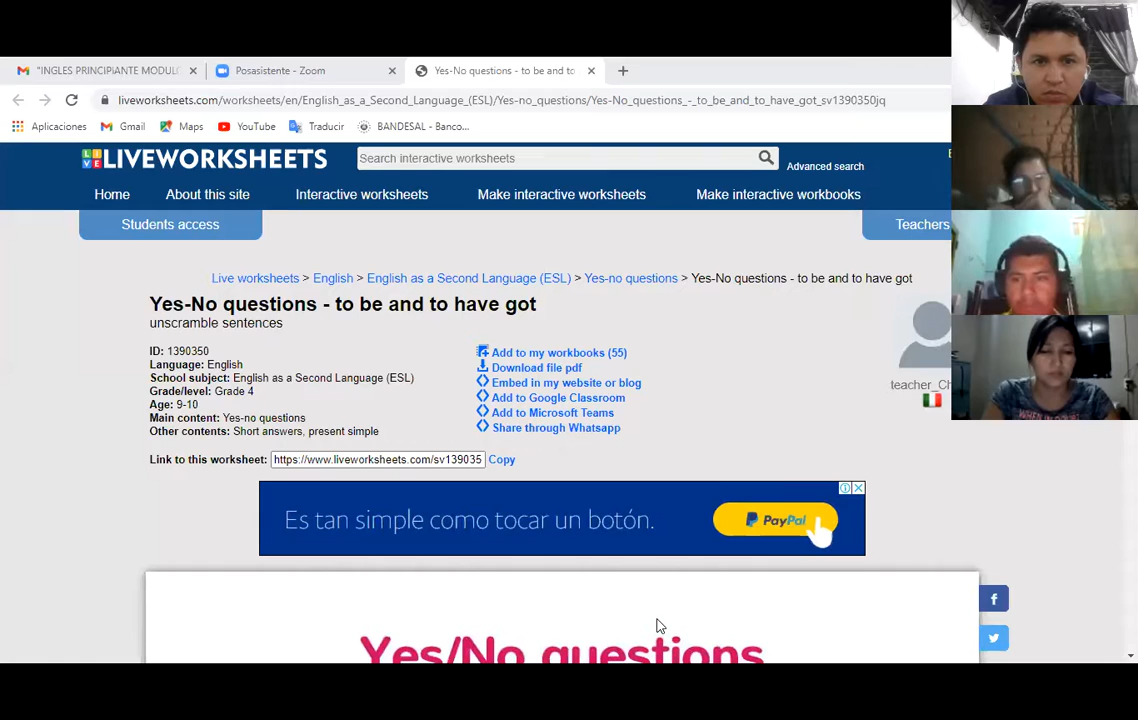 "INGLES PRINCIPIANTE MODUL
Posasistente - Zoom
Yes-No questions - to be and to
liveworksheets.com/worksheets/en/English_as_a_Second_Language_(ESL)/Yes-no_questions/Yes-No_questions_-_to_be_and_to_have_got_sv1390350jq
Aplicaciones Gmail Maps YouTube Traducir BANDESAL - Banco...
LIVEWORKSHEETS
Search interactive worksheets
Advanced search
Home About this site Interactive worksheets Make interactive worksheets Make interactive workbooks
Students access
Teachers
Live worksheets > English > English as a Second Language (ESL) > Yes-no questions > Yes-No questions - to be and to have got
Yes-No questions - to be and to have got
unscramble sentences
ID: 1390350
Language: English
School subject: English as a Second Language (ESL)
Grade/level: Grade 4
Age: 9-10
Main content: Yes-no questions
Other contents: Short answers, present simple
Add to my workbooks (55)
Download file pdf
Embed in my website or blog
Add to Google Classroom
Add to Microsoft Teams
Share through Whatsapp
teacher_Ch
Link to this worksheet: https://www.liveworksheets.com/sv139035 Copy
Es tan simple como tocar un botón.
PayPal
Yes/No questions